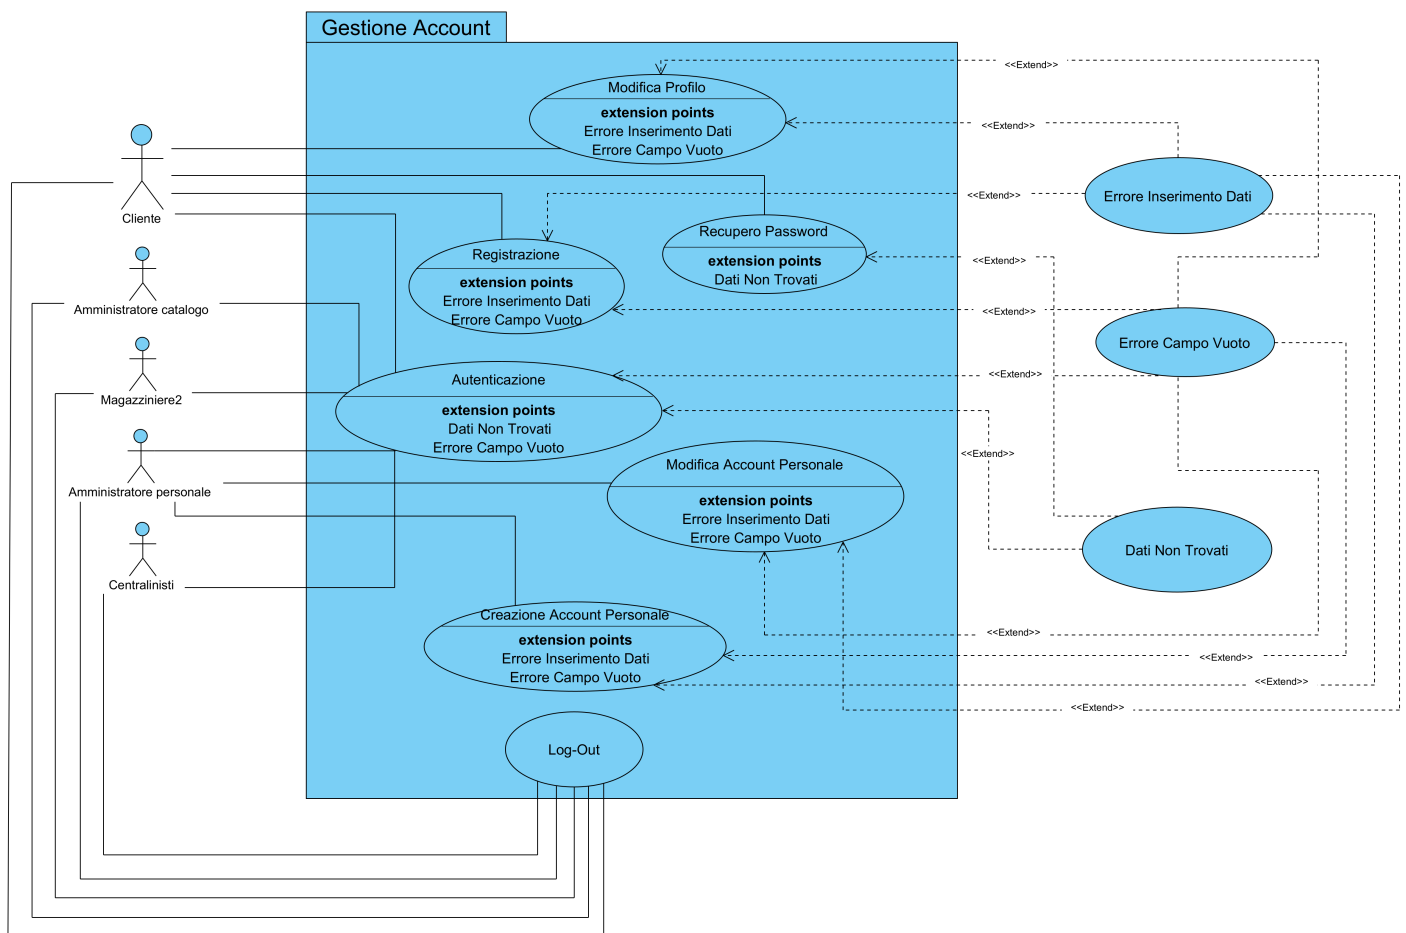 Gestione Account
Modifica Profilo
extension points
Errore Inserimento Dati
Errore Campo Vuoto
<<Extend>>
<<Extend>>
Cliente
<<Extend>>
Errore Inserimento Dati
Recupero Password
extension points
Dati Non Trovati
Registrazione
extension points
Errore Inserimento Dati
Errore Campo Vuoto
<<Extend>>
Amministratore catalogo
<<Extend>>
Errore Campo Vuoto
Magazziniere2
Autenticazione
extension points
Dati Non Trovati
Errore Campo Vuoto
<<Extend>>
<<Extend>>
Amministratore personale
Modifica Account Personale
extension points
Errore Inserimento Dati
Errore Campo Vuoto
Dati Non Trovati
Centralinisti
Creazione Account Personale
extension points
Errore Inserimento Dati
Errore Campo Vuoto
<<Extend>>
<<Extend>>
<<Extend>>
<<Extend>>
Log-Out